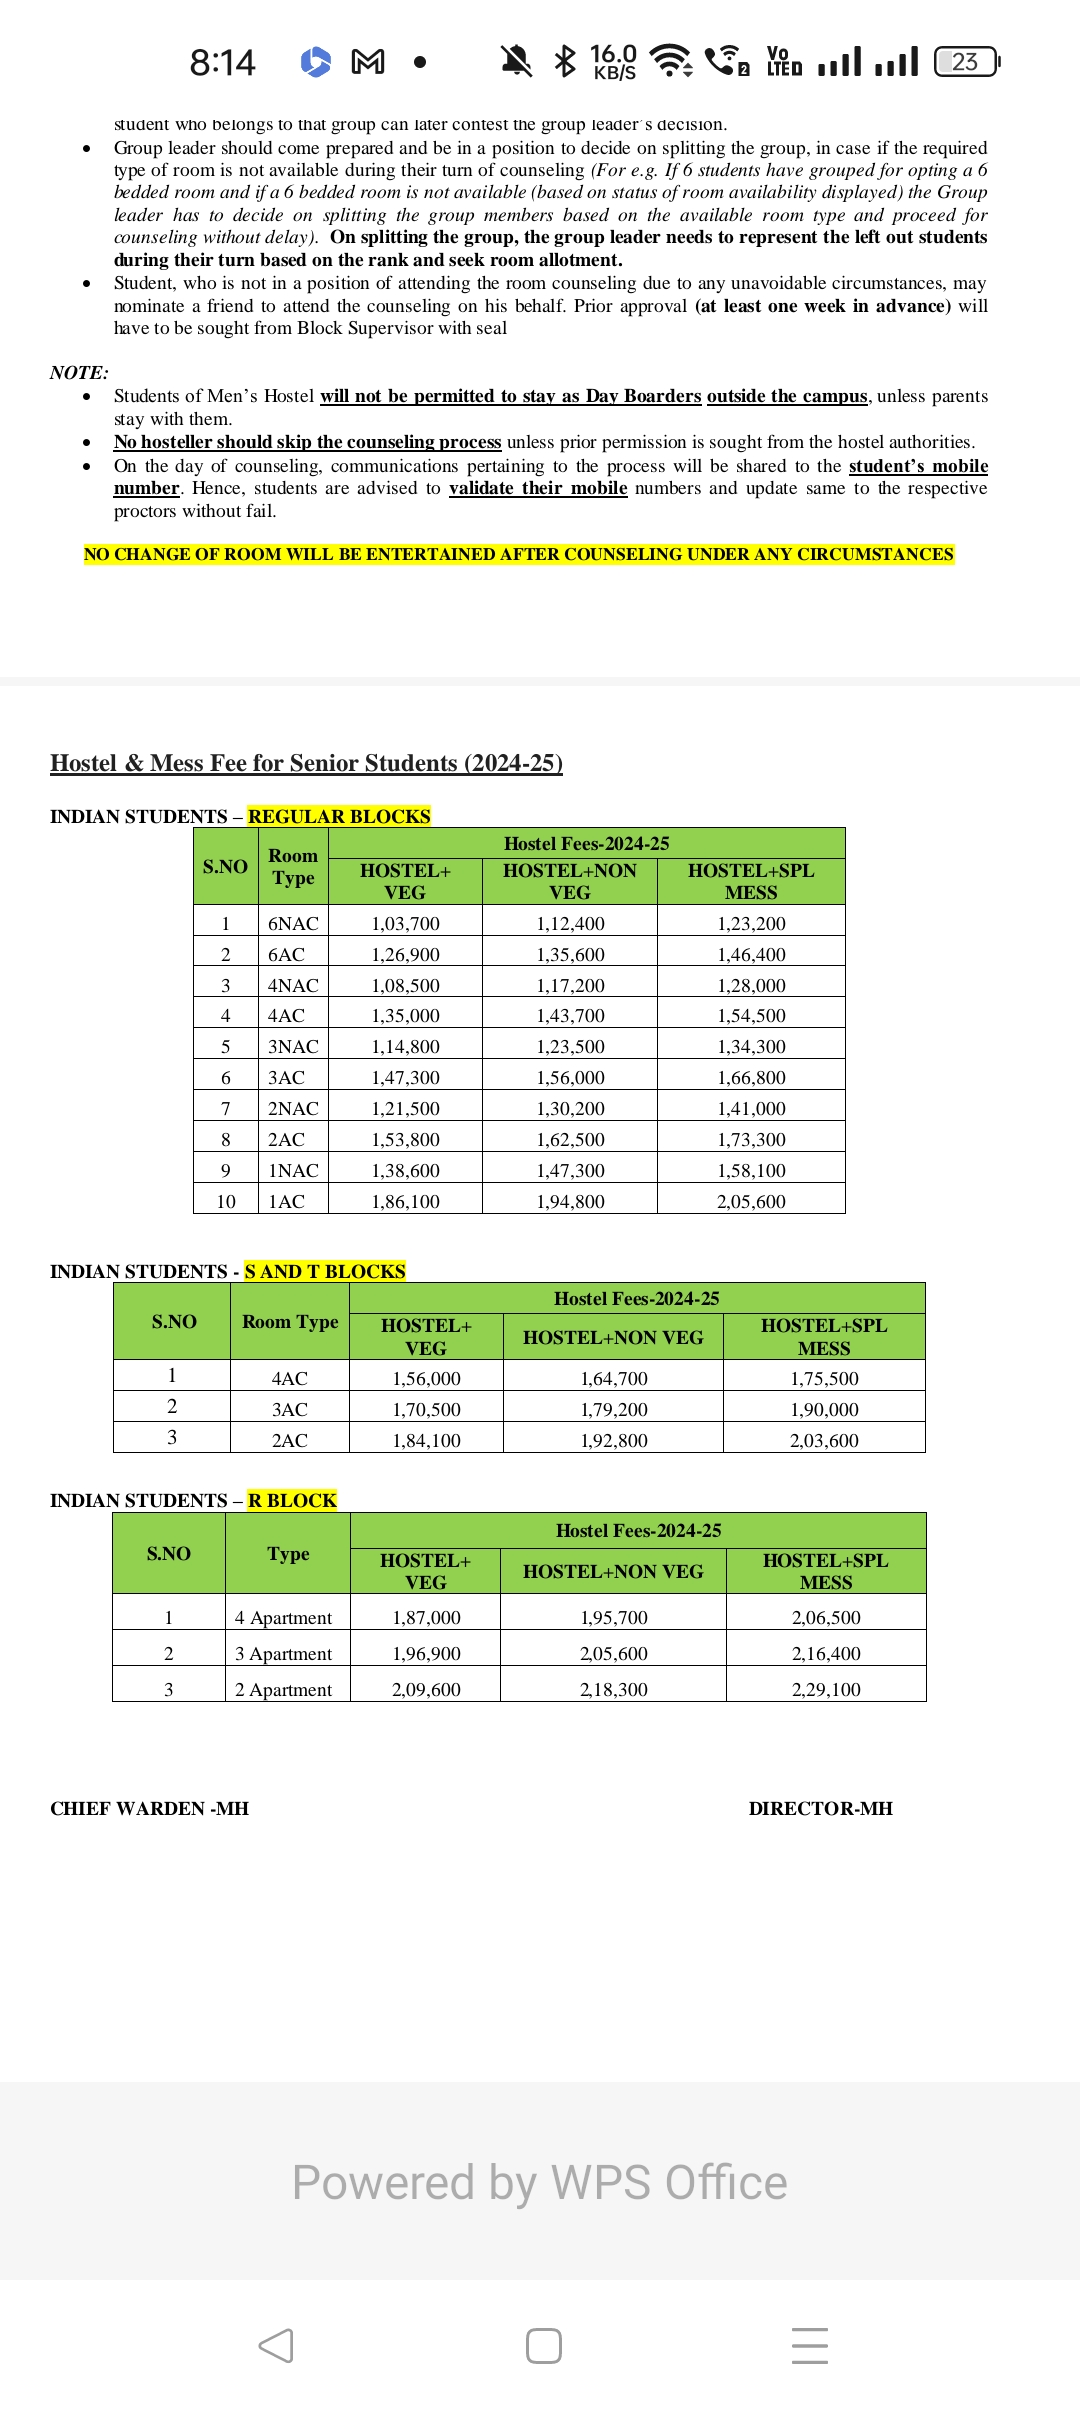 8:14 16.0 KB/S 2 Vo LTED 23
student who belongs to that group can later contest the group leader's decision.
• Group leader should come prepared and be in a position to decide on splitting the group, in case if the required
type of room is not available during their turn of counseling (For e.g. If 6 students have grouped for opting a 6
bedded room and if a 6 bedded room is not available (based on status of room availability displayed) the Group
leader has to decide on splitting the group members based on the available room type and proceed for
counseling without delay). On splitting the group, the group leader needs to represent the left out students
during their turn based on the rank and seek room allotment.
• Student, who is not in a position of attending the room counseling due to any unavoidable circumstances, may
nominate a friend to attend the counseling on his behalf. Prior approval (at least one week in advance) will
have to be sought from Block Supervisor with seal
NOTE:
• Students of Men's Hostel will not be permitted to stay as Day Boarders outside the campus, unless parents
stay with them.
• No hosteller should skip the counseling process unless prior permission is sought from the hostel authorities.
• On the day of counseling, communications pertaining to the process will be shared to the student's mobile
number. Hence, students are advised to validate their mobile numbers and update same to the respective
proctors without fail.
NO CHANGE OF ROOM WILL BE ENTERTAINED AFTER COUNSELING UNDER ANY CIRCUMSTANCES
Hostel & Mess Fee for Senior Students (2024-25)
INDIAN STUDENTS – REGULAR BLOCKS
S.NO Room Type Hostel Fees-2024-25
HOSTEL+ VEG HOSTEL+NON VEG HOSTEL+SPL MESS
1 6NAC 1,03,700 1,12,400 1,23,200
2 6AC 1,26,900 1,35,600 1,46,400
3 4NAC 1,08,500 1,17,200 1,28,000
4 4AC 1,35,000 1,43,700 1,54,500
5 3NAC 1,14,800 1,23,500 1,34,300
6 3AC 1,47,300 1,56,000 1,66,800
7 2NAC 1,21,500 1,30,200 1,41,000
8 2AC 1,53,800 1,62,500 1,73,300
9 1NAC 1,38,600 1,47,300 1,58,100
10 1AC 1,86,100 1,94,800 2,05,600
INDIAN STUDENTS - S AND T BLOCKS
S.NO Room Type Hostel Fees-2024-25
HOSTEL+ VEG HOSTEL+NON VEG HOSTEL+SPL MESS
1 4AC 1,56,000 1,64,700 1,75,500
2 3AC 1,70,500 1,79,200 1,90,000
3 2AC 1,84,100 1,92,800 2,03,600
INDIAN STUDENTS – R BLOCK
S.NO Type Hostel Fees-2024-25
HOSTEL+ VEG HOSTEL+NON VEG HOSTEL+SPL MESS
1 4 Apartment 1,87,000 1,95,700 2,06,500
2 3 Apartment 1,96,900 2,05,600 2,16,400
3 2 Apartment 2,09,600 2,18,300 2,29,100
CHIEF WARDEN -MH DIRECTOR-MH
Powered by WPS Office